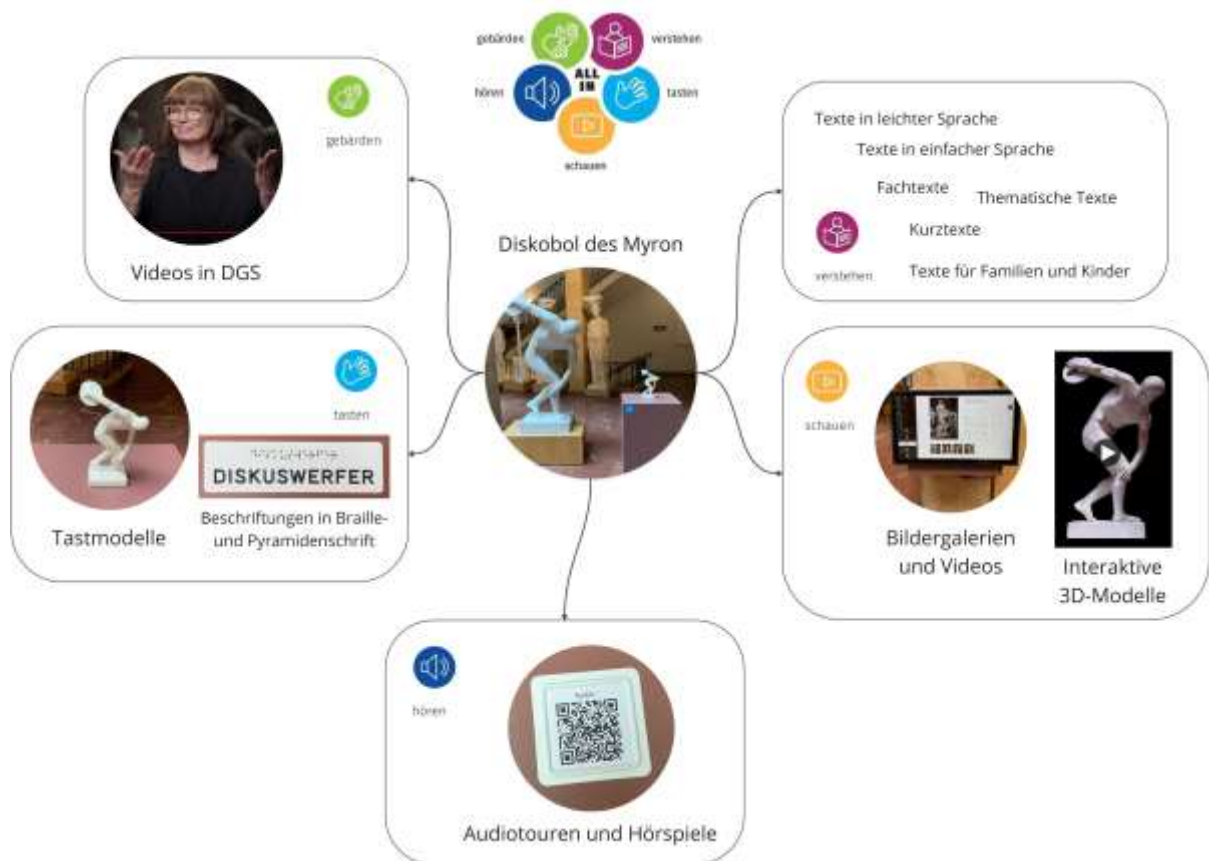 gebärden
verstehen
hören
ALL
IN
tasten
schauen
gebärden
Videos in DGS
Texte in leichter Sprache
Texte in einfacher Sprache
Fachtexte
Thematische Texte
Kurztexte
verstehen
Texte für Familien und Kinder
Diskobol des Myron
tasten
DISKUSWERFER
Tastmodelle
Beschriftungen in Braille-
und Pyramidenschrift
schauen
Bildergalerien
und Videos
Interaktive
3D-Modelle
hören
Audiotouren und Hörspiele